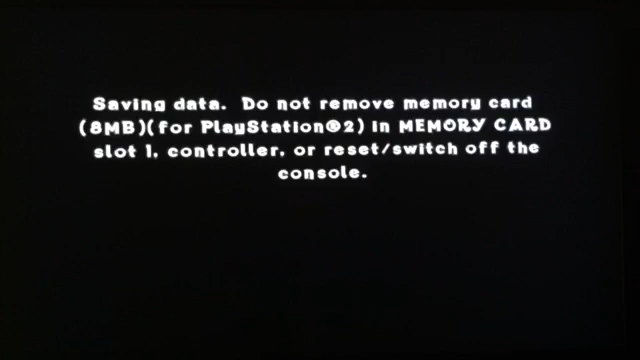 Saving data. Do not remove memory card
(8MB)(for PlayStation®2) in MEMORY CARD
slot 1, controller, or reset/switch off the
console.